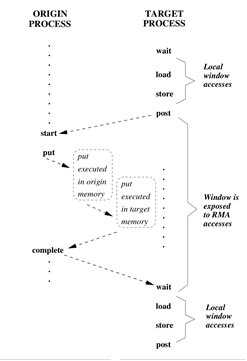 ORIGIN PROCESS
TARGET PROCESS
wait
load
store
Local window accesses
post
start
put
put executed in origin memory
put executed in target memory
Window is exposed to RMA accesses
complete
wait
load
store
post
Local window accesses